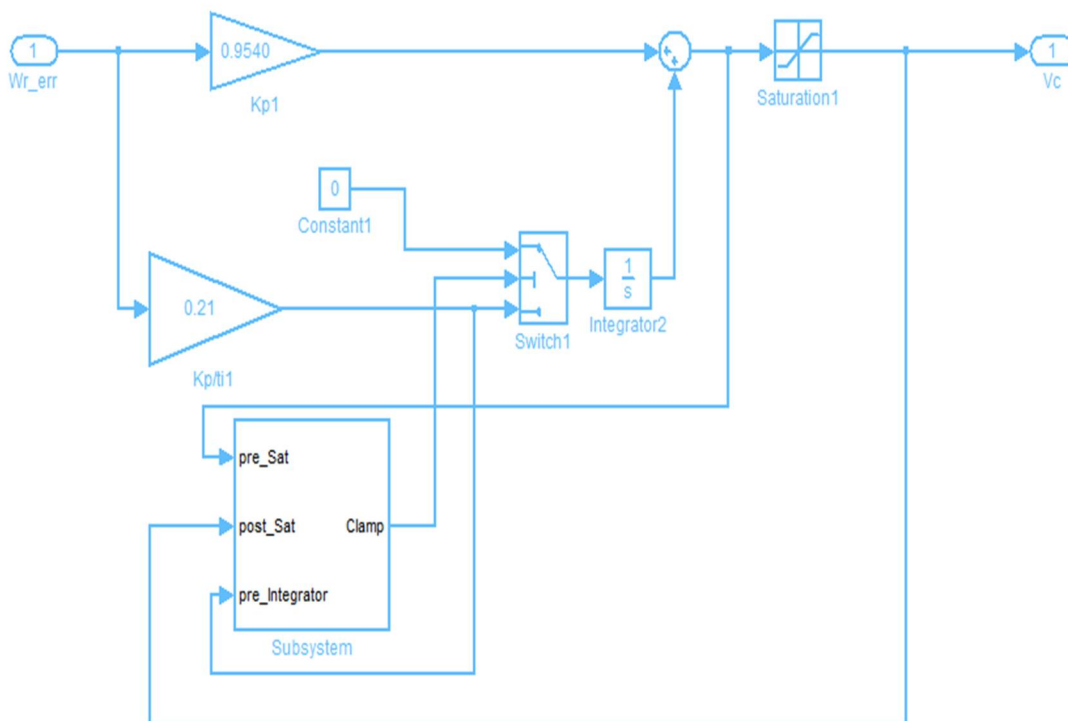 1
Wr_err
0.9540
Kp1
+
+
Saturation1
1
Vc
0
Constant1
0.21
Kp/ti1
Switch1
1
s
Integrator2
pre_Sat
post_Sat
Clamp
pre_Integrator
Subsystem